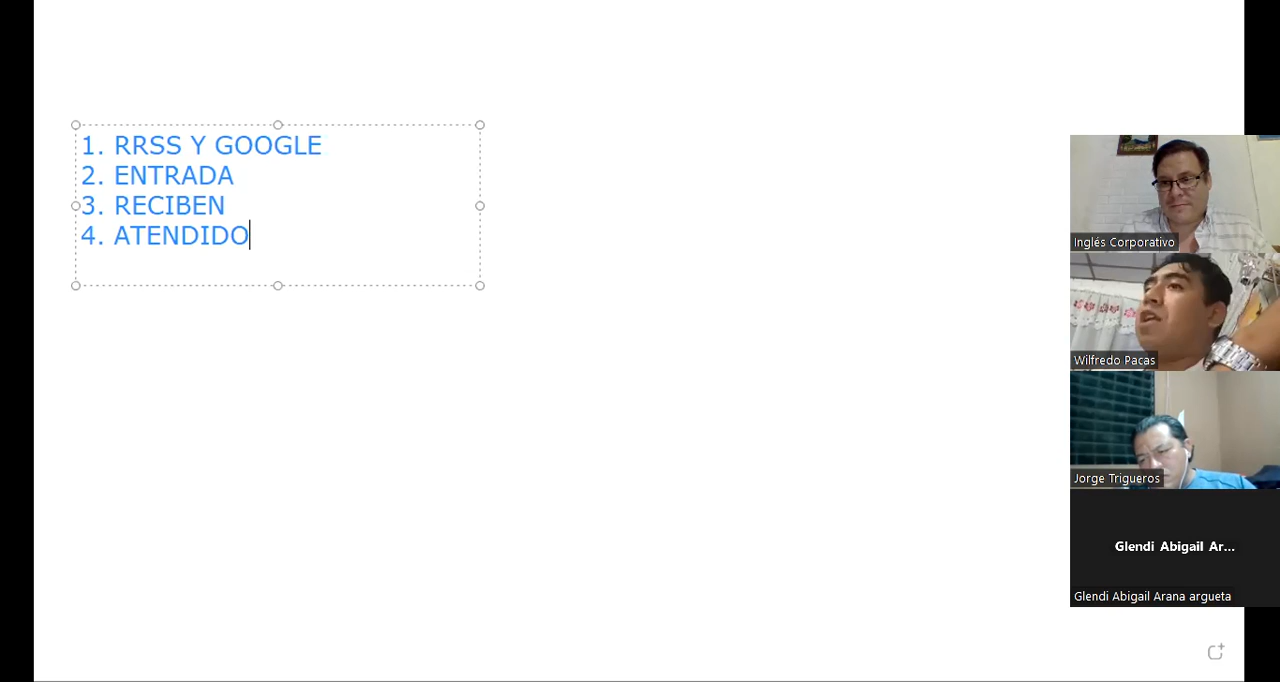 1. RRSS Y GOOGLE
2. ENTRADA
3. RECIBEN
4. ATENDIDO
Inglés Corporativo
Wilfredo Pacas
Jorge Trigueros
Glendi Abigail Ar...
Glendi Abigail Arana argueta